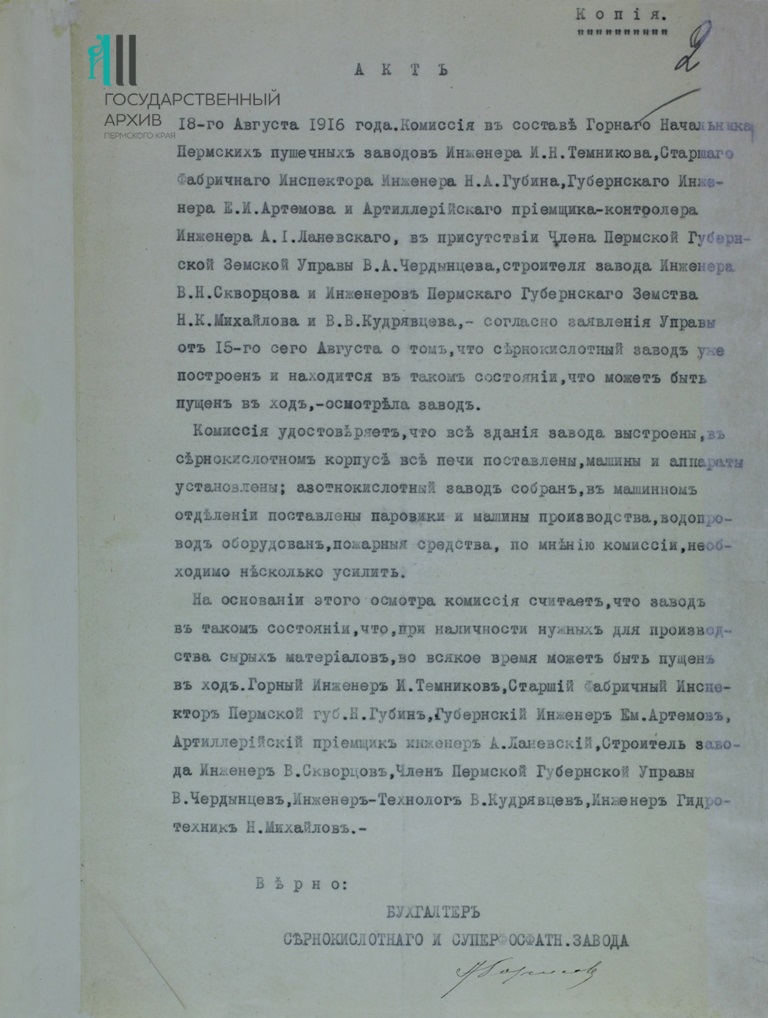 Копія.
2
АКТЪ
ГОСУДАРСТВЕННЫЙ
АРХИВ
ПЕРМСКОГО КРАЯ
18-го Августа 1916 года.Комиссія въ составѣ Горнаго Начальника
Пермскихъ пушечныхъ заводовъ Инженера И.Н.Темникова,Старшаго
Фабричнаго Инспектора Инженера Н.А.Губина,Губернскаго Инже-
нера Е.И.Артемова и Артиллерійскаго пріемщика-контролера
Инженера А.І.Ланевскаго, въ присутствіи Члена Пермской Губерн-
ской Земской Управы В.А.Чердынцева,строителя завода Инженера
В.Н.Скворцова и Инженеровъ Пермскаго Губернскаго Земства
Н.К.Михайлова и В.В.Кудрявцева,- согласно заявленія Управы
отъ 15-го сего Августа о томъ,что сѣрнокислотный заводъ уже
построенъ и находится въ такомъ состояніи,что можетъ быть
пущенъ въ ходъ,-осмотрѣла заводъ.
Комиссія удостовѣряетъ,что всѣ зданія завода выстроены,въ
сѣрнокислотномъ корпусѣ всѣ печи поставлены,машины и аппараты
установлены; азотнокислотный заводъ собранъ,въ машинномъ
отдѣленіи поставлены паровики и машины производства,водопро-
водъ оборудованъ,пожарныя средства, по мнѣнію комиссіи,необ-
ходимо нѣсколько усилить.
На основаніи этого осмотра комиссія считаетъ,что заводъ
въ такомъ состояніи,что,при наличности нужныхъ для производ-
ства сырыхъ матеріаловъ,во всякое время можетъ быть пущенъ
въ ходъ.Горный Инженеръ И.Темниковъ,Старшій Фабричный Инспе-
кторъ Пермской губ.Н.Губинъ,Губернскій Инженеръ Ем.Артемовъ,
Артиллерійскій пріемщикъ инженеръ А.Ланевскій,Строитель заво-
да Инженеръ В.Скворцовъ,Членъ Пермской Губернской Управы
В.Чердынцевъ,Инженеръ-Технологъ В.Кудрявцевъ,Инженеръ Гидро-
техникъ Н.Михайловъ.-
Вѣрно:
БУХГАЛТЕРЪ
СѢРНОКИСЛОТНАГО И СУПЕРФОСФАТН.ЗАВОДА